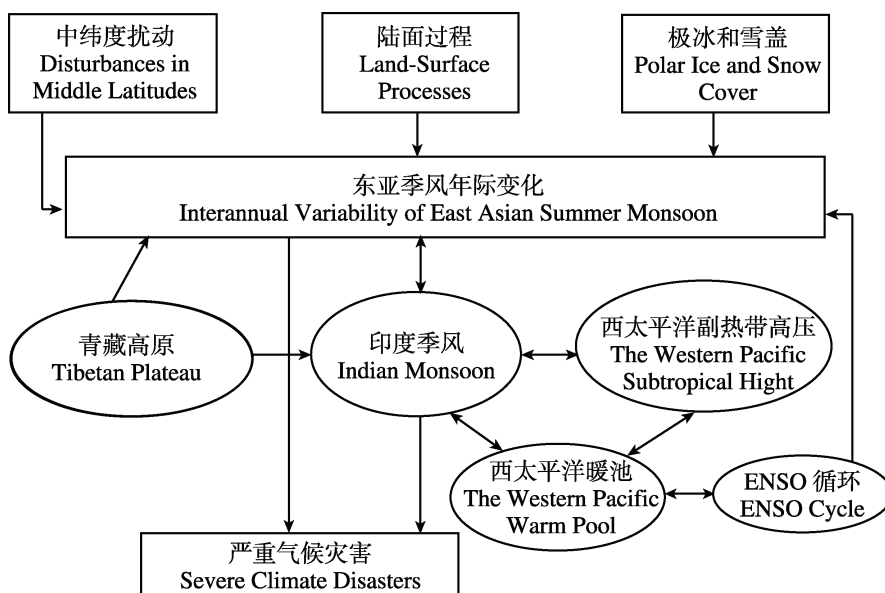 中纬度扰动
Disturbances in
Middle Latitudes
陆面过程
Land-Surface
Processes
极冰和雪盖
Polar Ice and Snow
Cover
东亚季风年际变化
Interannual Variability of East Asian Summer Monsoon
青藏高原
Tibetan Plateau
印度季风
Indian Monsoon
西太平洋副热带高压
The Western Pacific
Subtropical Hight
西太平洋暖池
The Western Pacific
Warm Pool
ENSO 循环
ENSO Cycle
严重气候灾害
Severe Climate Disasters